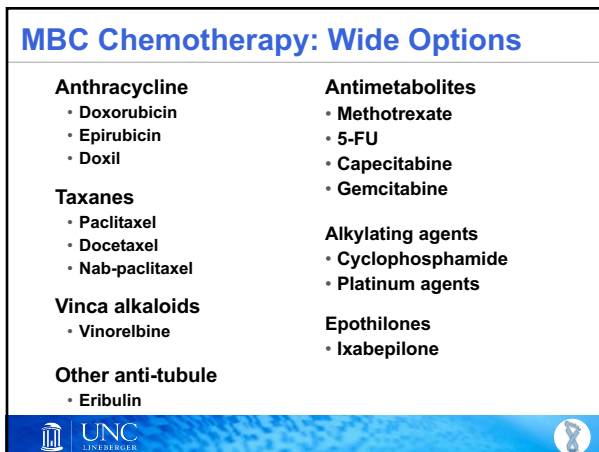 MBC Chemotherapy: Wide Options
Anthracycline
• Doxorubicin
• Epirubicin
• Doxil
Taxanes
• Paclitaxel
• Docetaxel
• Nab-paclitaxel
Vinca alkaloids
• Vinorelbine
Other anti-tubule
• Eribulin
Antimetabolites
• Methotrexate
• 5-FU
• Capecitabine
• Gemcitabine
Alkylating agents
• Cyclophosphamide
• Platinum agents
Epothilones
• Ixabepilone
UNC
LINEBERGER